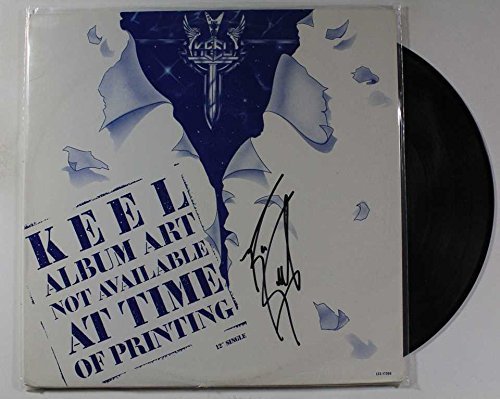 KEEL
KEEL
ALBUM ART
NOT AVAILABLE
AT TIME
OF PRINTING
12" SINGLE